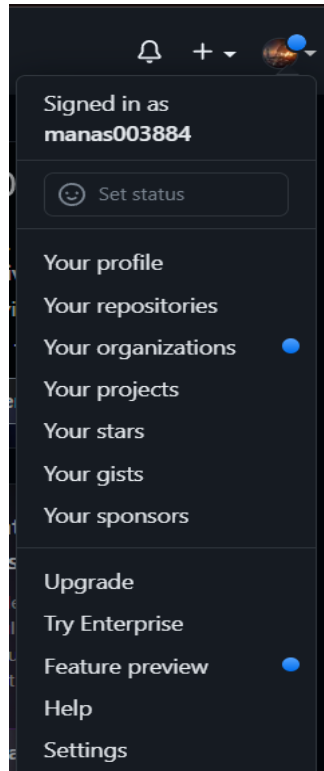 Signed in as
manas003884
Set status
Your profile
Your repositories
Your organizations
Your projects
Your stars
Your gists
Your sponsors
Upgrade
Try Enterprise
Feature preview
Help
Settings